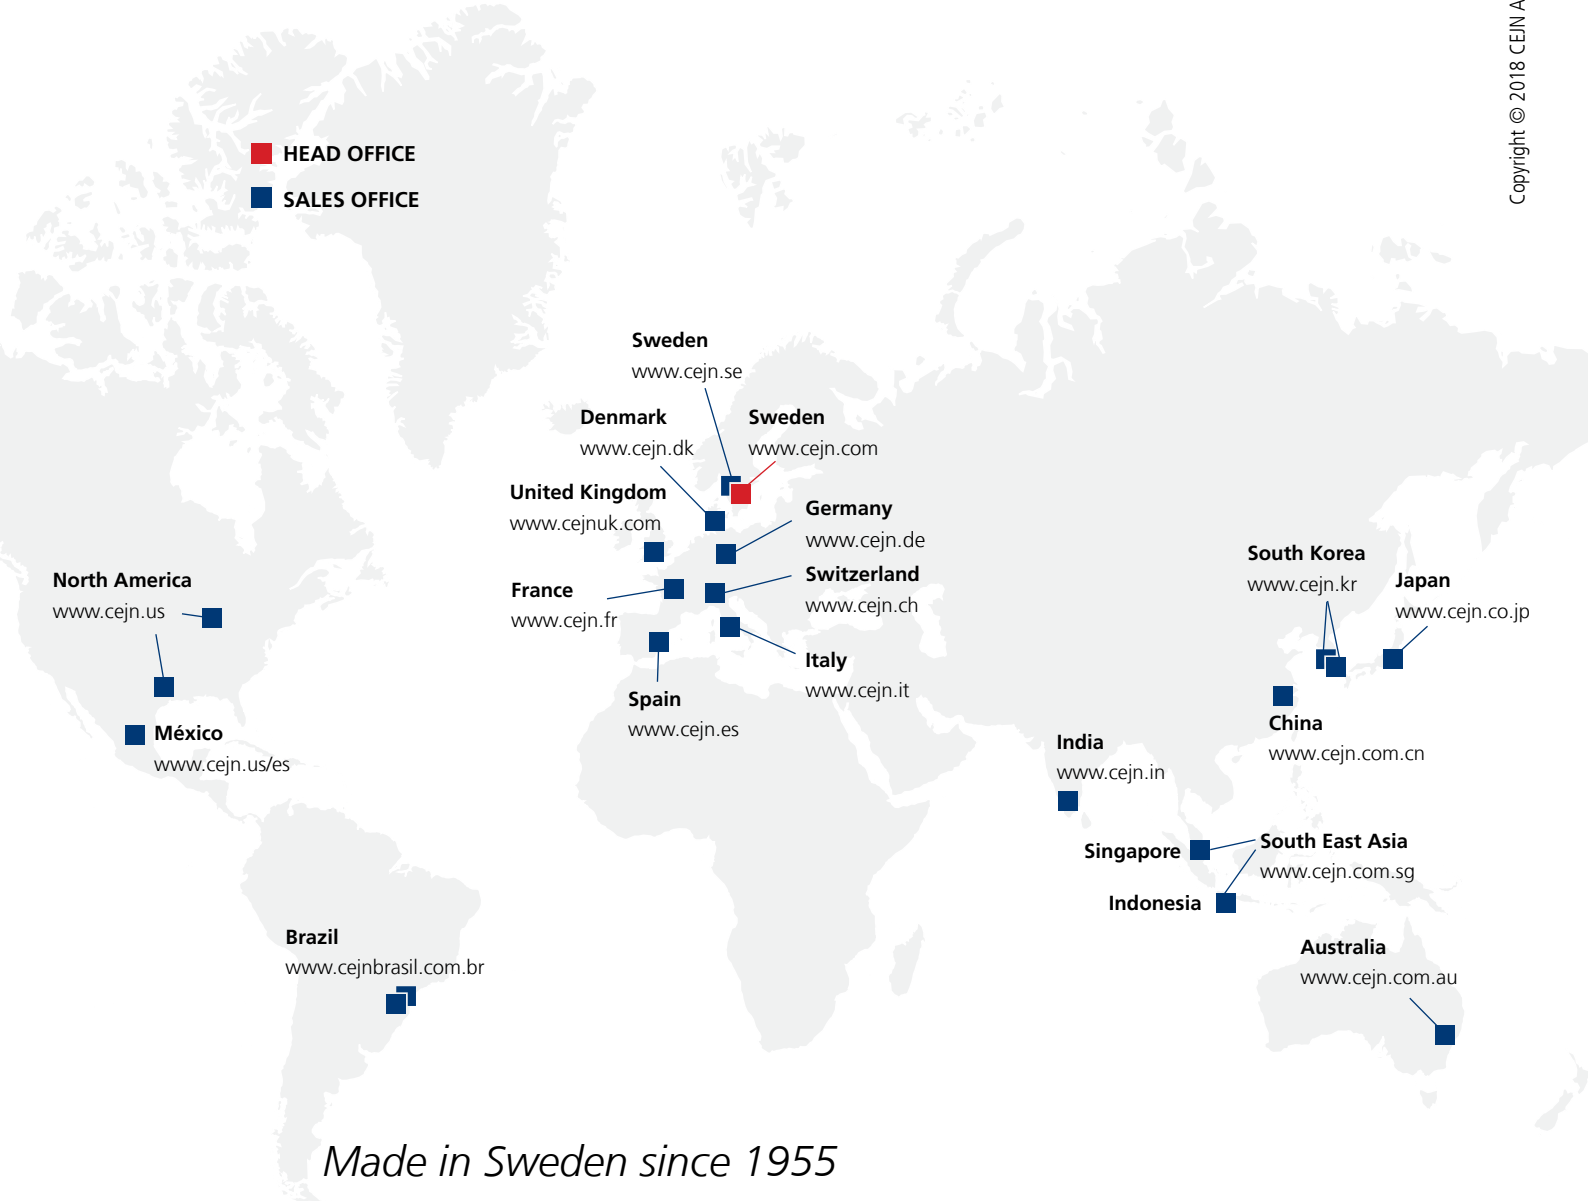 Copyright © 2018 CEJN A
HEAD OFFICE
SALES OFFICE
Sweden
www.cejn.se
Denmark
www.cejn.dk
Sweden
www.cejn.com
United Kingdom
www.cejnuk.com
Germany
www.cejn.de
Switzerland
www.cejn.ch
France
www.cejn.fr
Italy
www.cejn.it
Spain
www.cejn.es
North America
www.cejn.us
México
www.cejn.us/es
South Korea
www.cejn.kr
Japan
www.cejn.co.jp
China
www.cejn.com.cn
India
www.cejn.in
Singapore
South East Asia
www.cejn.com.sg
Indonesia
Brazil
www.cejnbrasil.com.br
Australia
www.cejn.com.au
Made in Sweden since 1955